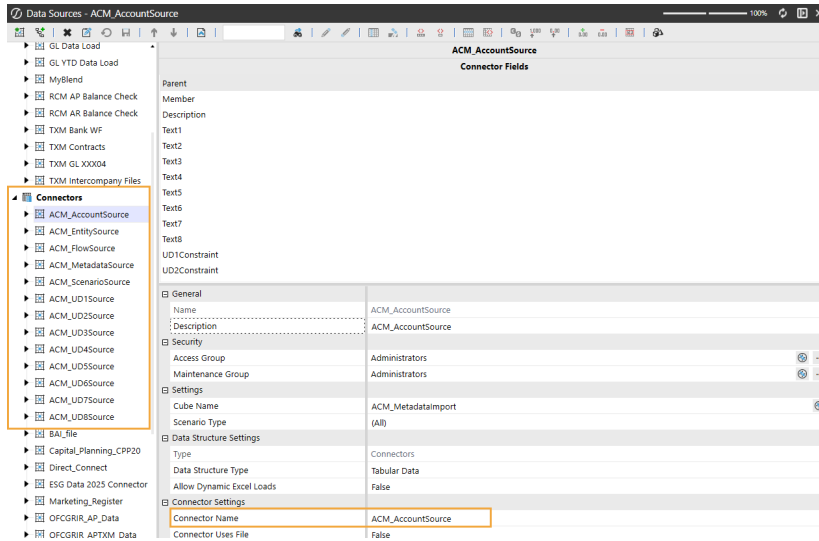 Data Sources - ACM_AccountSource
100%
GL Data Load
GL YTD Data Load
MyBlend
RCM AP Balance Check
RCM AR Balance Check
TXM Bank WF
TXM Contracts
TXM GL XXX04
TXM Intercompany Files
Connectors
ACM_AccountSource
ACM_EntitySource
ACM_FlowSource
ACM_MetadataSource
ACM_ScenarioSource
ACM_UD1Source
ACM_UD2Source
ACM_UD3Source
ACM_UD4Source
ACM_UD5Source
ACM_UD6Source
ACM_UD7Source
ACM_UD8Source
BAI_file
Capital_Planning_CPP20
Direct_Connect
ESG Data 2025 Connector
Marketing_Register
OFCGRIR_AP_Data
OFCGRIR_APTXM_Data
ACM_AccountSource
Connector Fields
Parent
Member
Description
Text1
Text2
Text3
Text4
Text5
Text6
Text7
Text8
UD1Constraint
UD2Constraint
General
Name ACM_AccountSource
Description ACM_AccountSource
Security
Access Group Administrators
Maintenance Group Administrators
Settings
Cube Name ACM_MetadataImport
Scenario Type (All)
Data Structure Settings
Type Connectors
Data Structure Type Tabular Data
Allow Dynamic Excel Loads False
Connector Settings
Connector Name ACM_AccountSource
Connector Uses File False